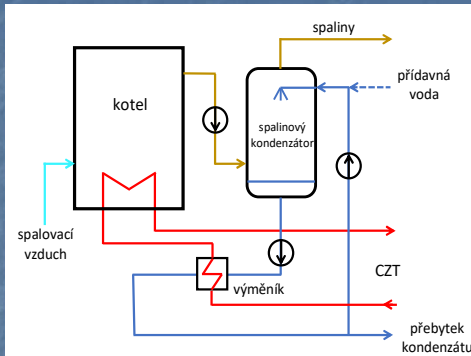 spaliny
přídavná
voda
kotel
spalinový
kondenzátor
spalovací
vzduch
výměník
CZT
přebytek
kondenzátu